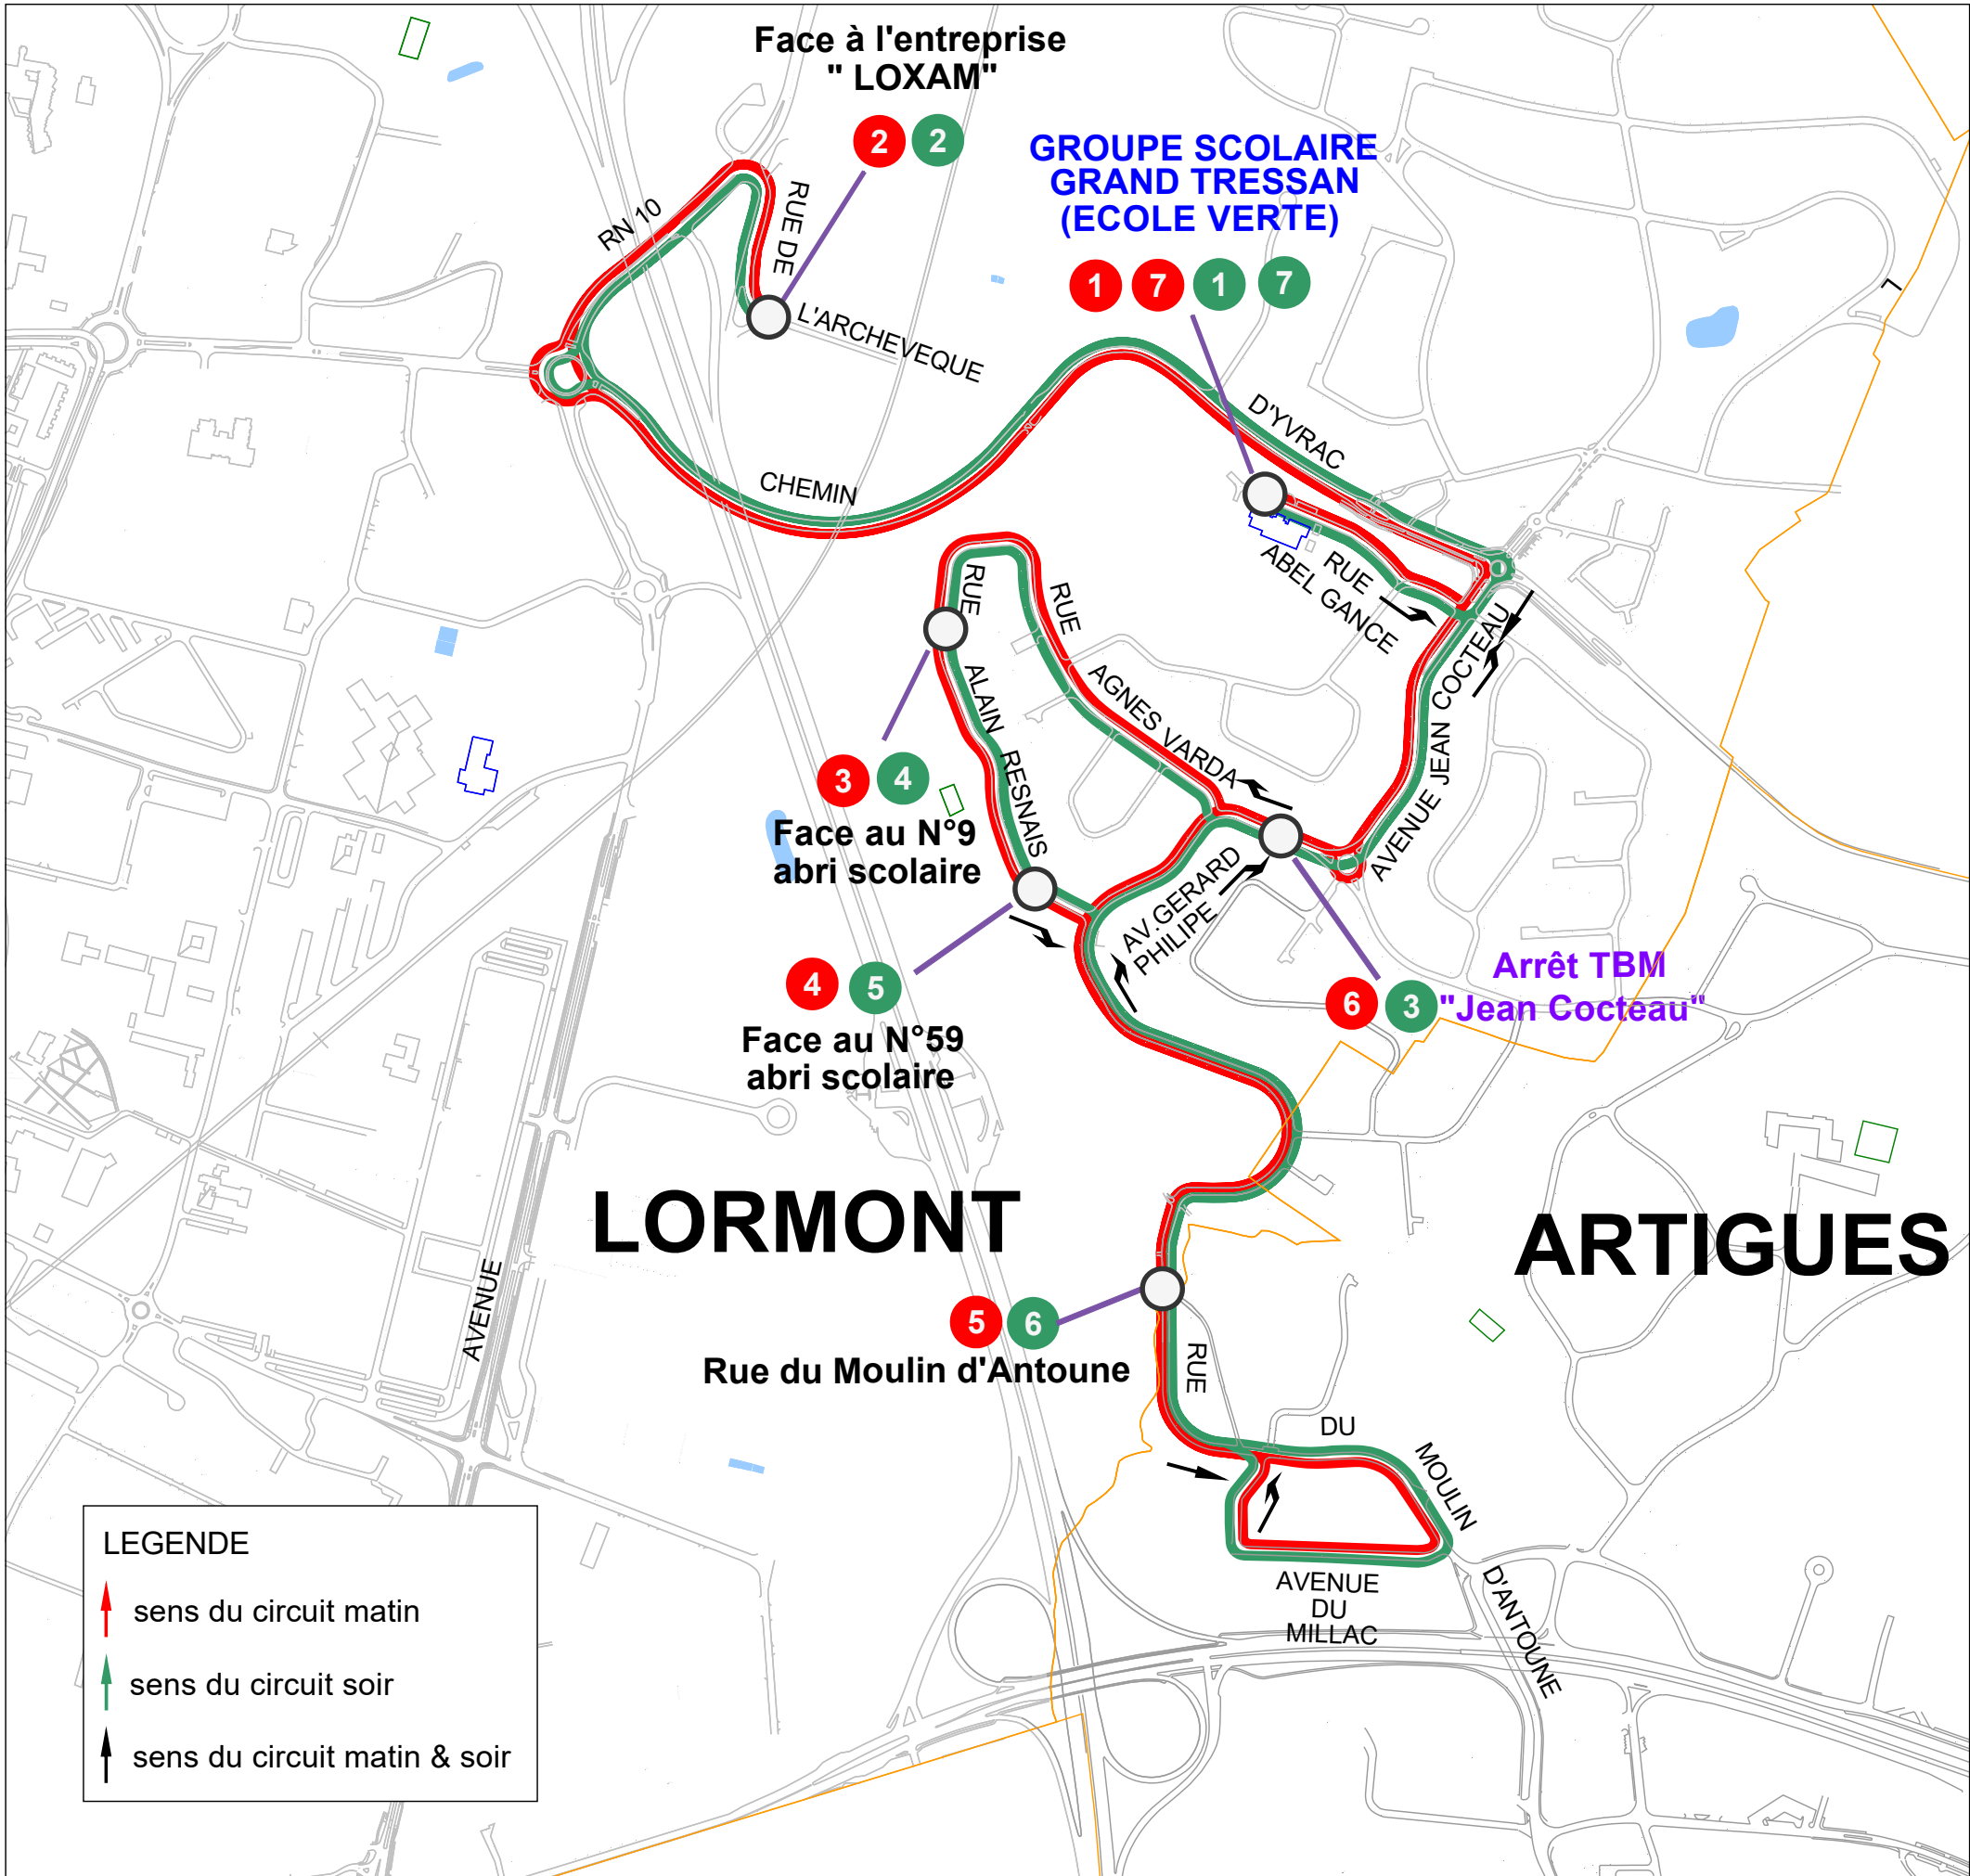 Face à l'entreprise
" LOXAM"
2 2
GROUPE SCOLAIRE
GRAND TRESSAN
(ECOLE VERTE)
1 7 1 7
RN 10
RUE DE
L'ARCHEVEQUE
CHEMIN
D'YVRAC
RUE
ABEL GANCE
AVENUE JEAN COCTEAU
RUE
ALAIN RESNAIS
RUE
AGNES VARDA
3 4
Face au N°9
abri scolaire
AV.GERARD
PHILIPE
4 5
Face au N°59
abri scolaire
6 3
Arrêt TBM
"Jean Cocteau"
L
LORMONT
ARTIGUES
AVENUE
5 6
Rue du Moulin d'Antoune
RUE
DU
MOULIN
D'ANTOUNE
AVENUE
DU
MILLAC
LEGENDE
sens du circuit matin
sens du circuit soir
sens du circuit matin & soir